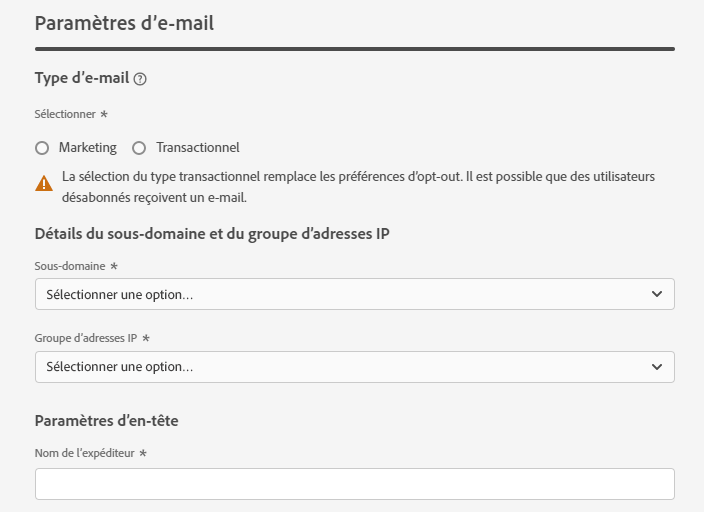 Paramètres d’e-mail
Type d’e-mail
Sélectionner *
Marketing Transactionnel
La sélection du type transactionnel remplace les préférences d’opt-out. Il est possible que des utilisateurs
désabonnés reçoivent un e-mail.
Détails du sous-domaine et du groupe d’adresses IP
Sous-domaine *
Sélectionner une option…
Groupe d’adresses IP *
Sélectionner une option…
Paramètres d’en-tête
Nom de l’expéditeur *